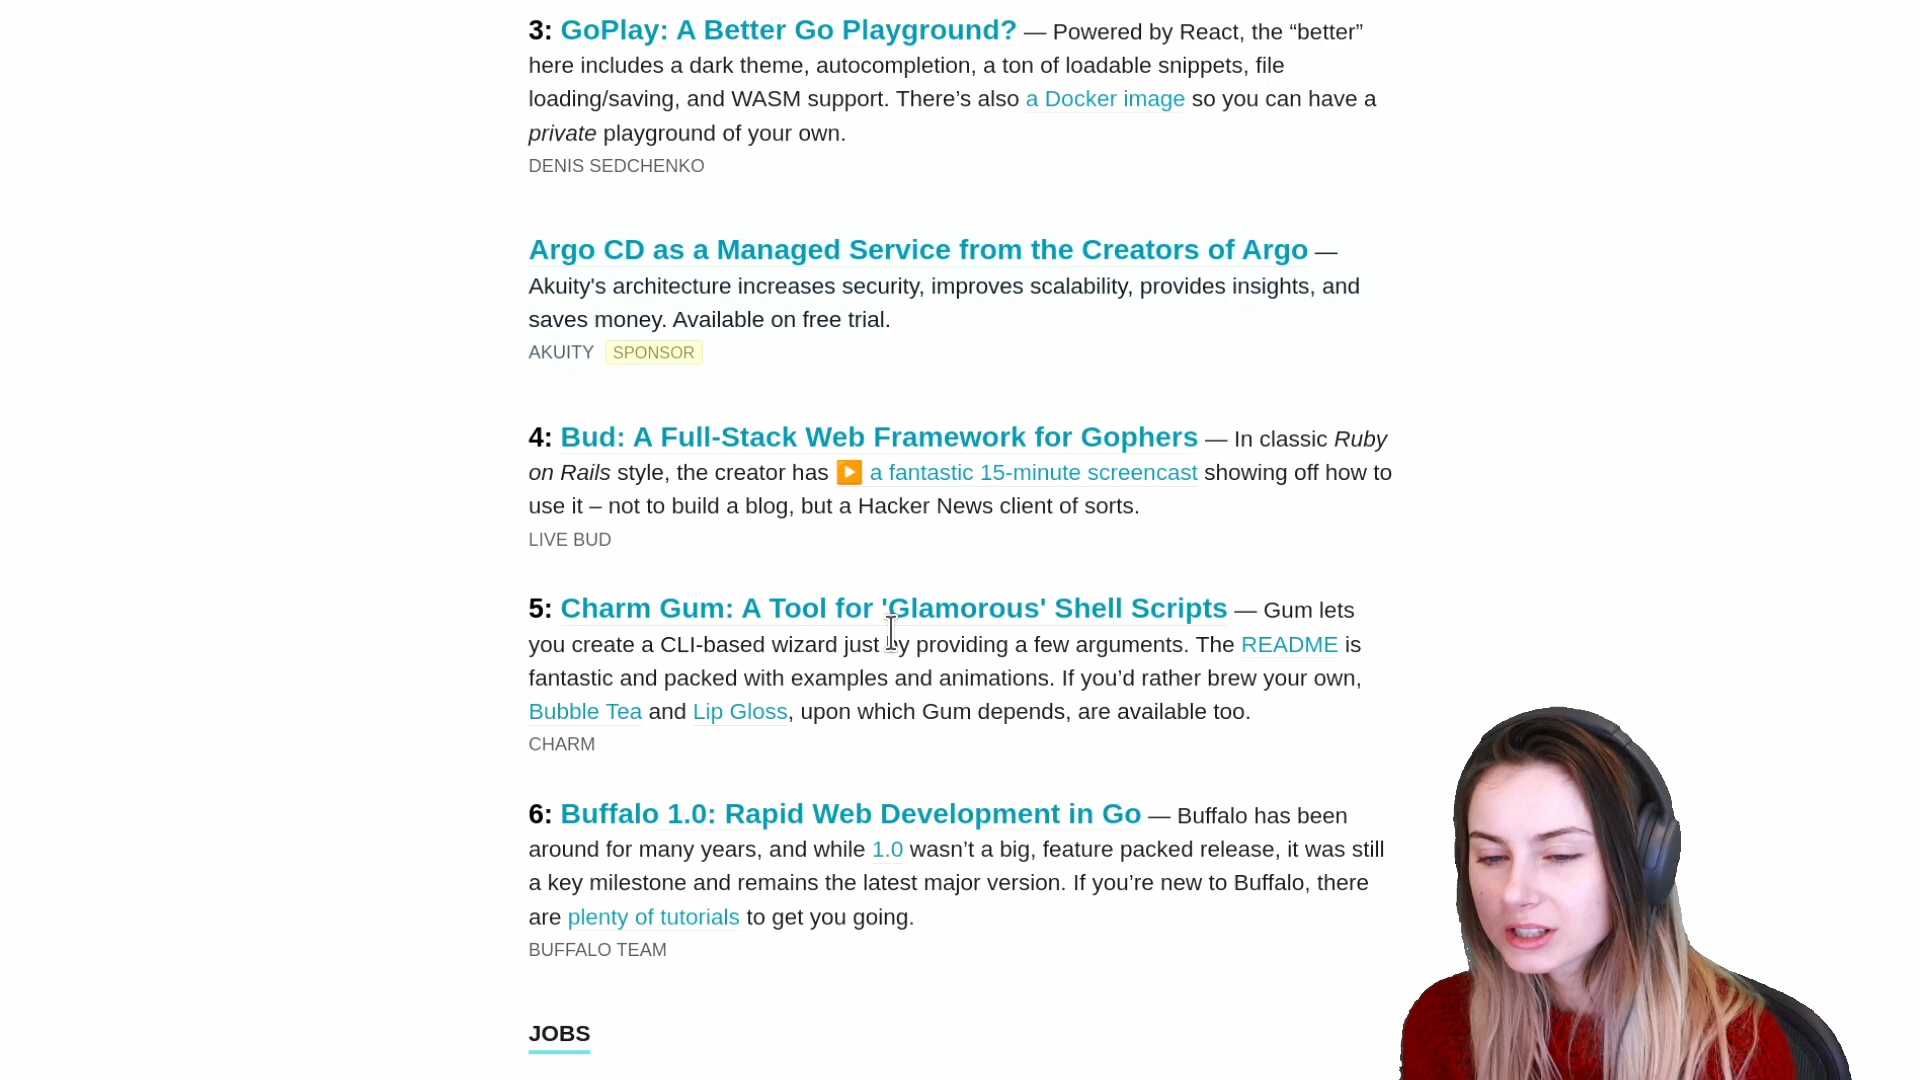 3: GoPlay: A Better Go Playground? — Powered by React, the “better”
here includes a dark theme, autocompletion, a ton of loadable snippets, file
loading/saving, and WASM support. There’s also a Docker image so you can have a
private playground of your own.
DENIS SEDCHENKO
Argo CD as a Managed Service from the Creators of Argo —
Akuity's architecture increases security, improves scalability, provides insights, and
saves money. Available on free trial.
AKUITY SPONSOR
4: Bud: A Full-Stack Web Framework for Gophers — In classic Ruby
on Rails style, the creator has ▶️ a fantastic 15-minute screencast showing off how to
use it – not to build a blog, but a Hacker News client of sorts.
LIVE BUD
5: Charm Gum: A Tool for 'Glamorous' Shell Scripts — Gum lets
you create a CLI-based wizard just by providing a few arguments. The README is
fantastic and packed with examples and animations. If you’d rather brew your own,
Bubble Tea and Lip Gloss, upon which Gum depends, are available too.
CHARM
6: Buffalo 1.0: Rapid Web Development in Go — Buffalo has been
around for many years, and while 1.0 wasn’t a big, feature packed release, it was still
a key milestone and remains the latest major version. If you’re new to Buffalo, there
are plenty of tutorials to get you going.
BUFFALO TEAM
JOBS